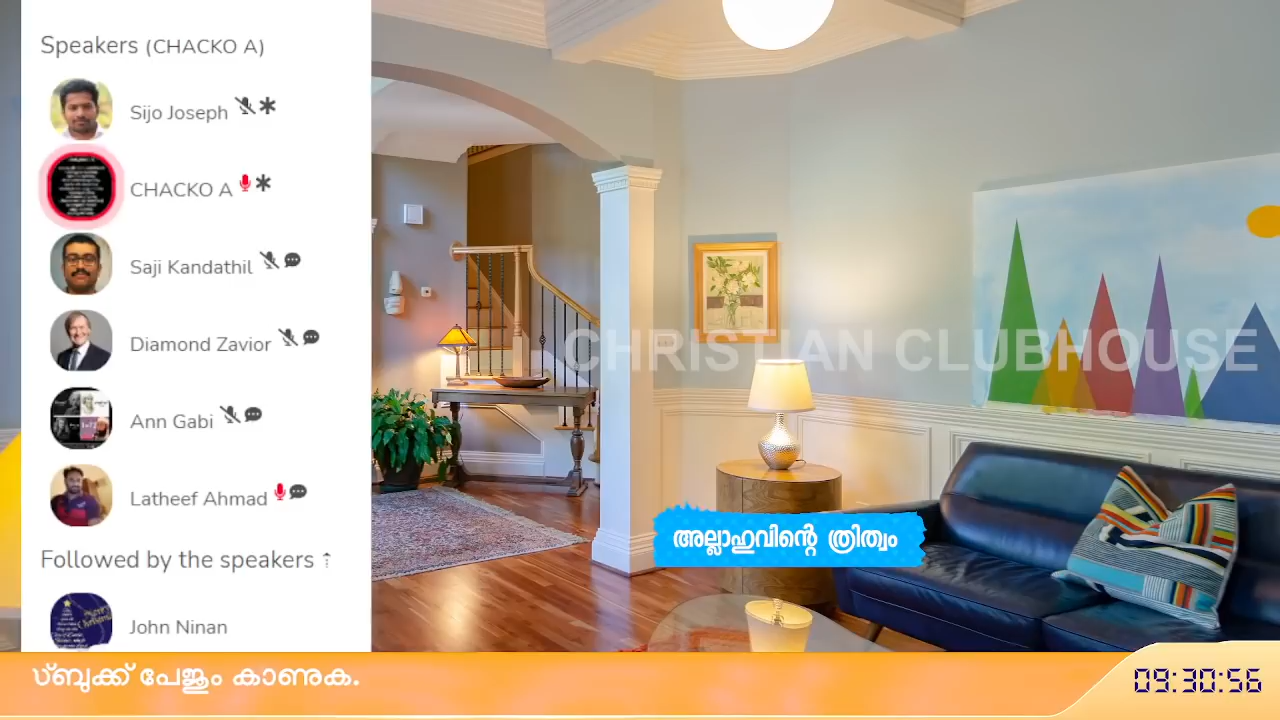 Speakers (CHACKO A)
Sijo Joseph
CHACKO A
Saji Kandathil
Diamond Zavior
Ann Gabi
Latheef Ahmad
Followed by the speakers
John Ninan
CHRISTIAN CLUBHOUSE
അല്ലാഹുവിന്റെ ത്രിത്വം
പേജും കാണുക.
09:30:56